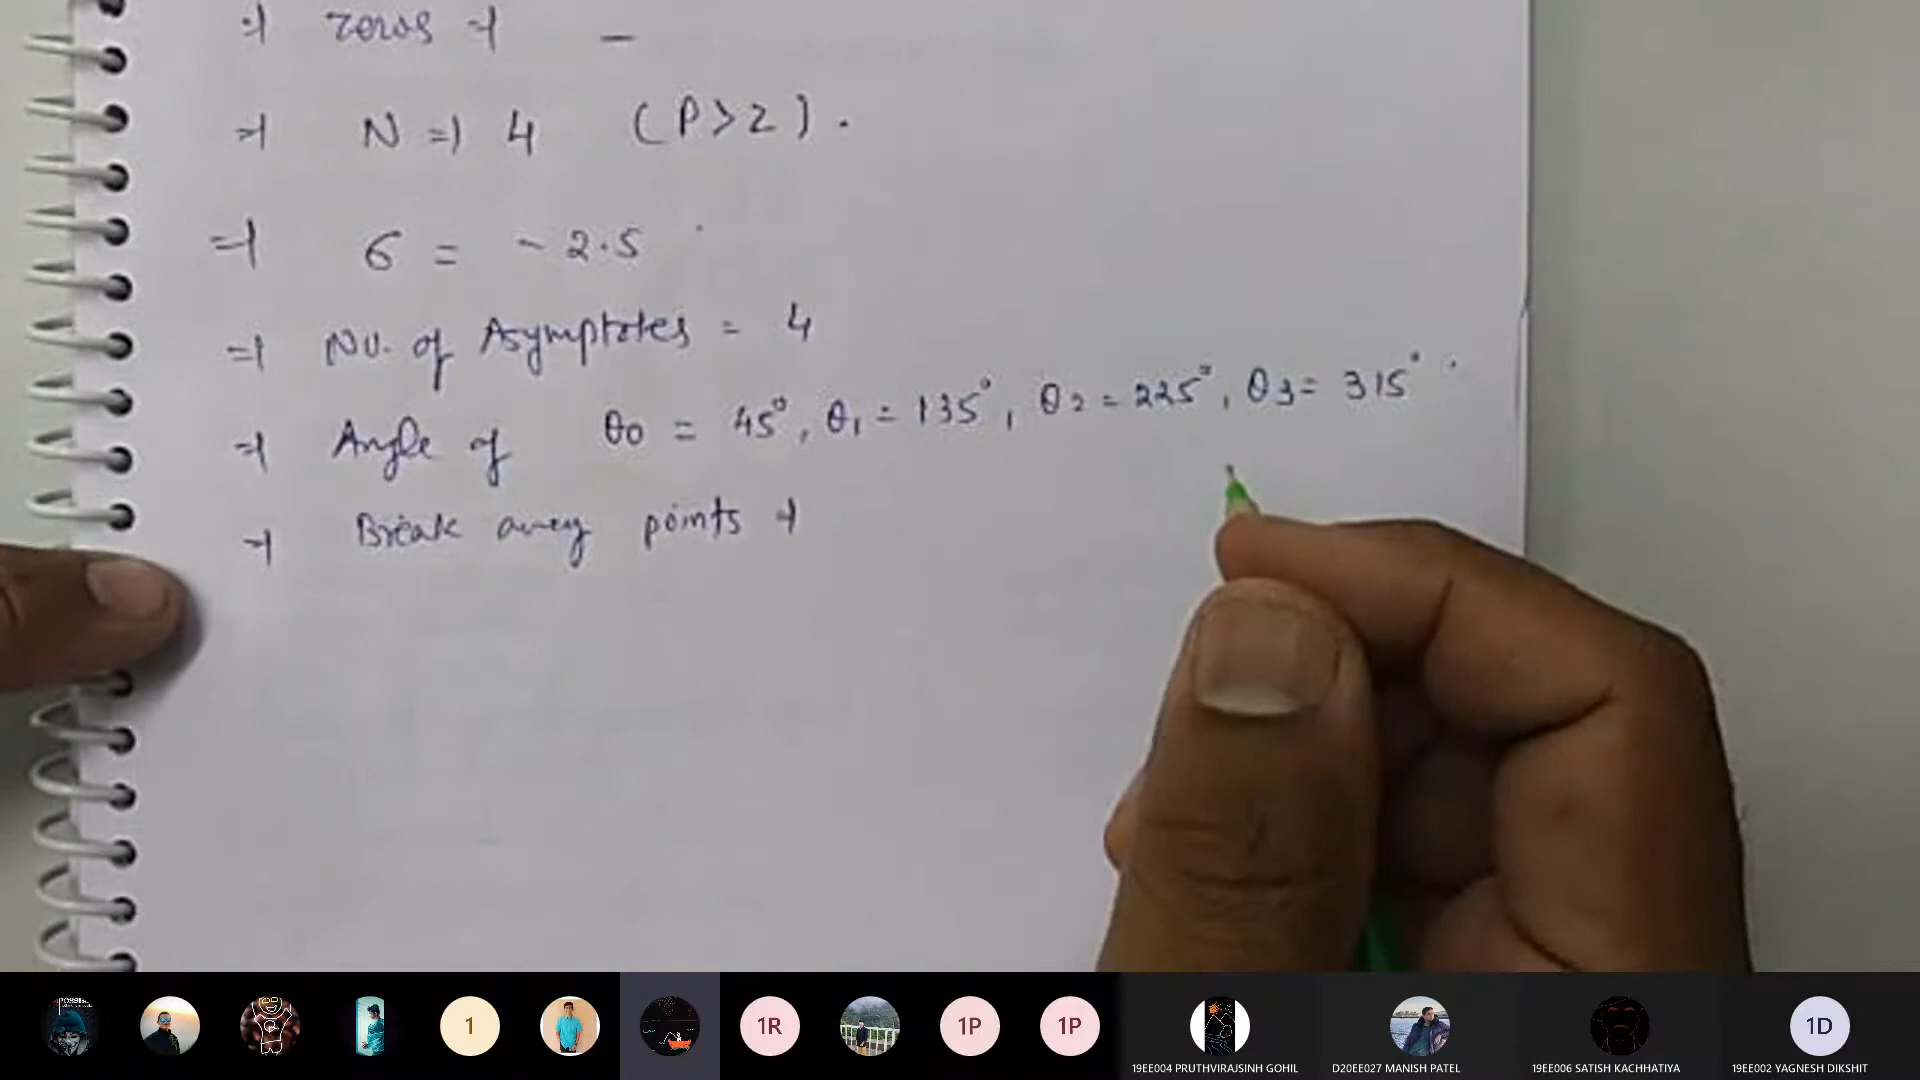 ⇒ zeros ⇒ –
⇒ N ⇒ 4 (P>2).
⇒ σ = - 2.5
⇒ No. of Asymptotes = 4
⇒ Angle of θ0 = 45°, θ1 = 135°, θ2 = 225°, θ3 = 315°
⇒ Break away points ⇒
1
1R
1P
1P
1D
19EE004 PRUTHVIRAJSINH GOHIL
D20EE027 MANISH PATEL
19EE006 SATISH KACHHATIYA
19EE002 YAGNESH DIKSHIT